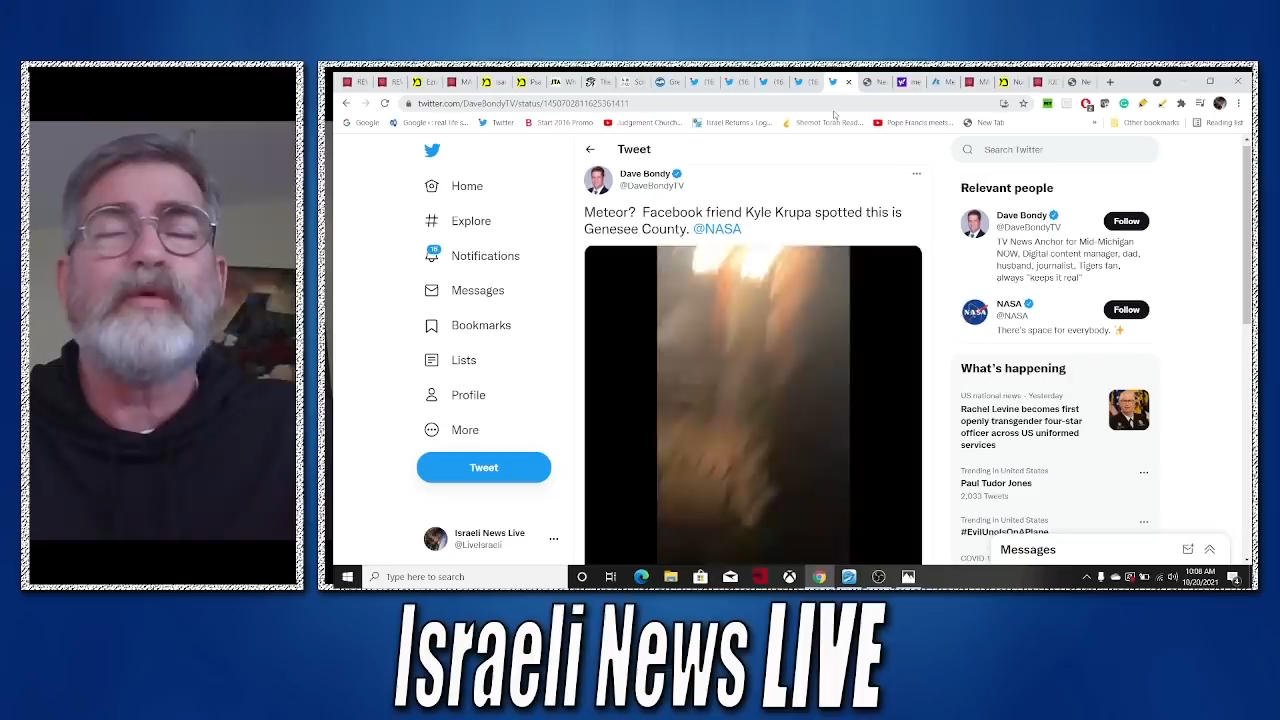 twitter.com/DaveBondyTV/status/1450702811625361411
Google
Twitter
Start 2016 Promo
Judgement Church...
Israel Returns › Log...
Shemot Torah Read...
Pope Francis meets...
New Tab
»
Other bookmarks
Reading list
Home
Explore
16
Notifications
Messages
Bookmarks
Lists
Profile
More
Tweet
Israeli News Live
@LiveIsraeli
Tweet
Dave Bondy
@DaveBondyTV
Meteor? Facebook friend Kyle Krupa spotted this is
Genesee County. @NASA
Search Twitter
Relevant people
Dave Bondy
@DaveBondyTV
Follow
TV News Anchor for Mid-Michigan
NOW, Digital content manager, dad,
husband, journalist, Tigers fan,
always "keeps it real"
NASA
@NASA
Follow
There's space for everybody.
What's happening
US national news · Yesterday
Rachel Levine becomes first
openly transgender four-star
officer across US uniformed
services
Trending in United States
Paul Tudor Jones
2,033 Tweets
Trending in United States
#EvilUnoIsOnAPlane
COVID-1
Messages
Type here to search
10:08 AM
10/20/2021
Israeli News LIVE